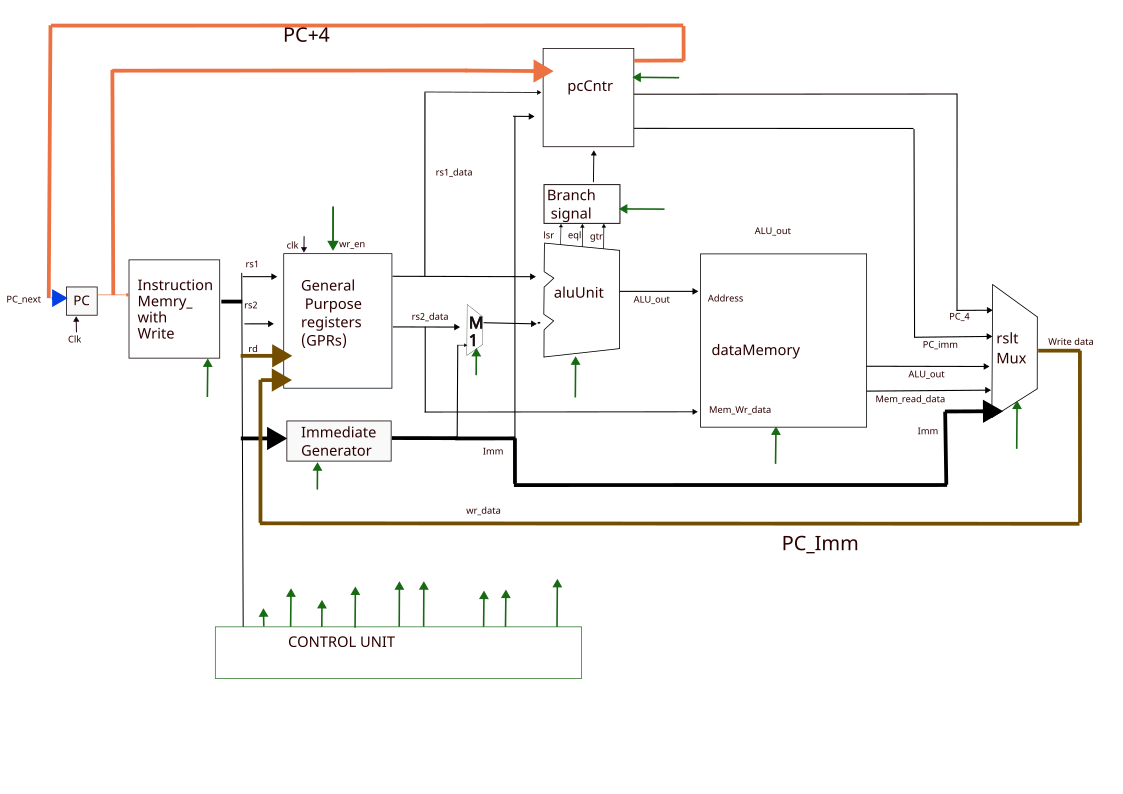 PC+4
pcCntr
rs1_data
Branch
signal
lsr
eql
gtr
ALU_out
clk
wr_en
rs1
rs2
rd
PC_next
PC
Clk
Instruction
Memry_
with
Write
General
Purpose
registers
(GPRs)
rs2_data
M
1
aluUnit
ALU_out
Address
dataMemory
Mem_Wr_data
PC_4
PC_imm
ALU_out
Mem_read_data
Imm
rslt
Mux
Write data
Immediate
Generator
Imm
wr_data
PC_Imm
CONTROL UNIT